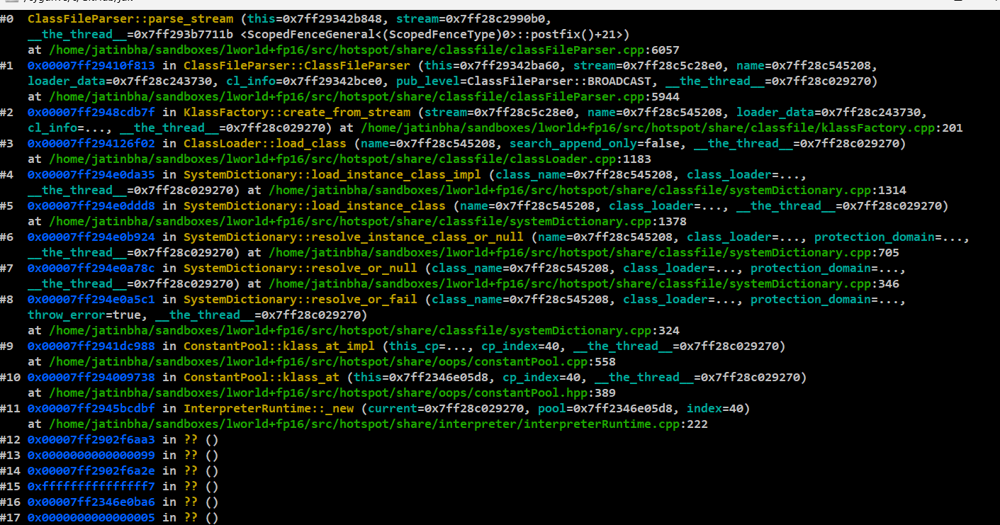 #0 ClassFileParser::parse_stream (this=0x7ff29342b848, stream=0x7ff28c2990b0,
__the_thread__=0x7ff293b7711b <ScopedFenceGeneral<(ScopedFenceType)0>::postfix()+21>)
at /home/jatinbha/sandboxes/lworld+fp16/src/hotspot/share/classfile/classFileParser.cpp:6057
#1 0x00007ff29410f813 in ClassFileParser::ClassFileParser (this=0x7ff29342ba60, stream=0x7ff28c5c28e0, name=0x7ff28c545208,
loader_data=0x7ff28c243730, cl_info=0x7ff29342bce0, pub_level=ClassFileParser::BROADCAST, __the_thread__=0x7ff28c029270)
at /home/jatinbha/sandboxes/lworld+fp16/src/hotspot/share/classfile/classFileParser.cpp:5944
#2 0x00007ff2948cdb7f in KlassFactory::create_from_stream (stream=0x7ff28c5c28e0, name=0x7ff28c545208, loader_data=0x7ff28c243730,
cl_info=..., __the_thread__=0x7ff28c029270) at /home/jatinbha/sandboxes/lworld+fp16/src/hotspot/share/classfile/klassFactory.cpp:201
#3 0x00007ff294126f02 in ClassLoader::load_class (name=0x7ff28c545208, search_append_only=false, __the_thread__=0x7ff28c029270)
at /home/jatinbha/sandboxes/lworld+fp16/src/hotspot/share/classfile/classLoader.cpp:1183
#4 0x00007ff294e0da35 in SystemDictionary::load_instance_class_impl (class_name=0x7ff28c545208, class_loader=...,
__the_thread__=0x7ff28c029270) at /home/jatinbha/sandboxes/lworld+fp16/src/hotspot/share/classfile/systemDictionary.cpp:1314
#5 0x00007ff294e0ddd8 in SystemDictionary::load_instance_class (name=0x7ff28c545208, class_loader=..., __the_thread__=0x7ff28c029270)
at /home/jatinbha/sandboxes/lworld+fp16/src/hotspot/share/classfile/systemDictionary.cpp:1378
#6 0x00007ff294e0b924 in SystemDictionary::resolve_instance_class_or_null (name=0x7ff28c545208, class_loader=..., protection_domain=...,
__the_thread__=0x7ff28c029270) at /home/jatinbha/sandboxes/lworld+fp16/src/hotspot/share/classfile/systemDictionary.cpp:705
#7 0x00007ff294e0a78c in SystemDictionary::resolve_or_null (class_name=0x7ff28c545208, class_loader=..., protection_domain=...,
__the_thread__=0x7ff28c029270) at /home/jatinbha/sandboxes/lworld+fp16/src/hotspot/share/classfile/systemDictionary.cpp:346
#8 0x00007ff294e0a5c1 in SystemDictionary::resolve_or_fail (class_name=0x7ff28c545208, class_loader=..., protection_domain=...,
throw_error=true, __the_thread__=0x7ff28c029270)
at /home/jatinbha/sandboxes/lworld+fp16/src/hotspot/share/classfile/systemDictionary.cpp:324
#9 0x00007ff2941dc988 in ConstantPool::klass_at_impl (this_cp=..., cp_index=40, __the_thread__=0x7ff28c029270)
at /home/jatinbha/sandboxes/lworld+fp16/src/hotspot/share/oops/constantPool.cpp:558
#10 0x00007ff294009738 in ConstantPool::klass_at (this=0x7ff2346e05d8, cp_index=40, __the_thread__=0x7ff28c029270)
at /home/jatinbha/sandboxes/lworld+fp16/src/hotspot/share/oops/constantPool.hpp:389
#11 0x00007ff2945bcdbf in InterpreterRuntime::_new (current=0x7ff28c029270, pool=0x7ff2346e05d8, index=40)
at /home/jatinbha/sandboxes/lworld+fp16/src/hotspot/share/interpreter/interpreterRuntime.cpp:222
#12 0x00007ff2902f6aa3 in ?? ()
#13 0x0000000000000099 in ?? ()
#14 0x00007ff2902f6a2e in ?? ()
#15 0xfffffffffffffff7 in ?? ()
#16 0x00007ff2346e0ba6 in ?? ()
#17 0x0000000000000005 in ?? ()